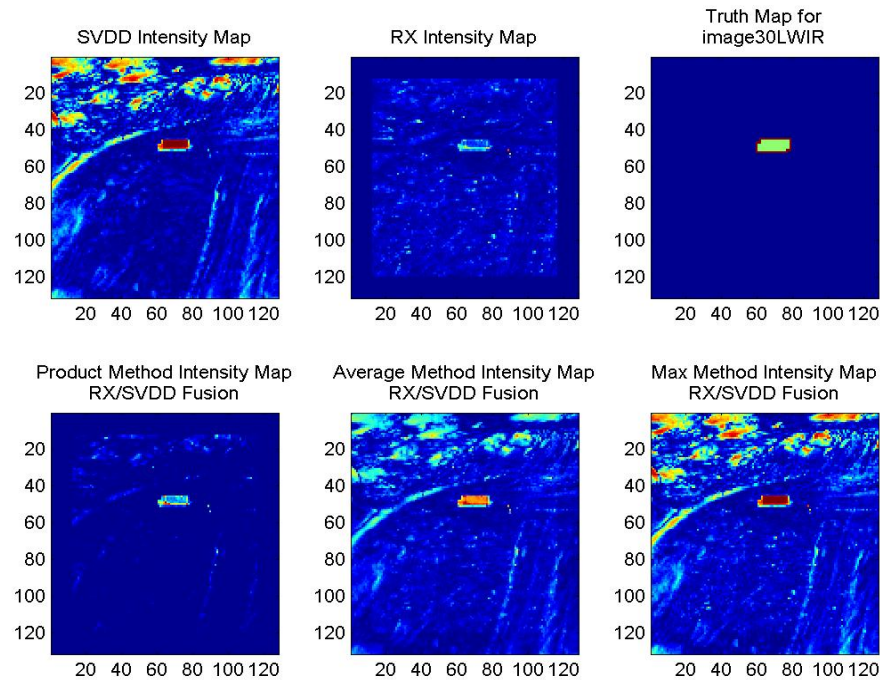 SVDD Intensity Map
20
40
60
80
100
120
20 40 60 80 100 120
RX Intensity Map
20
40
60
80
100
120
20 40 60 80 100 120
Truth Map for
image30LWIR
20
40
60
80
100
120
20 40 60 80 100 120
Product Method Intensity Map
RX/SVDD Fusion
20
40
60
80
100
120
20 40 60 80 100 120
Average Method Intensity Map
RX/SVDD Fusion
20
40
60
80
100
120
20 40 60 80 100 120
Max Method Intensity Map
RX/SVDD Fusion
20
40
60
80
100
120
20 40 60 80 100 120